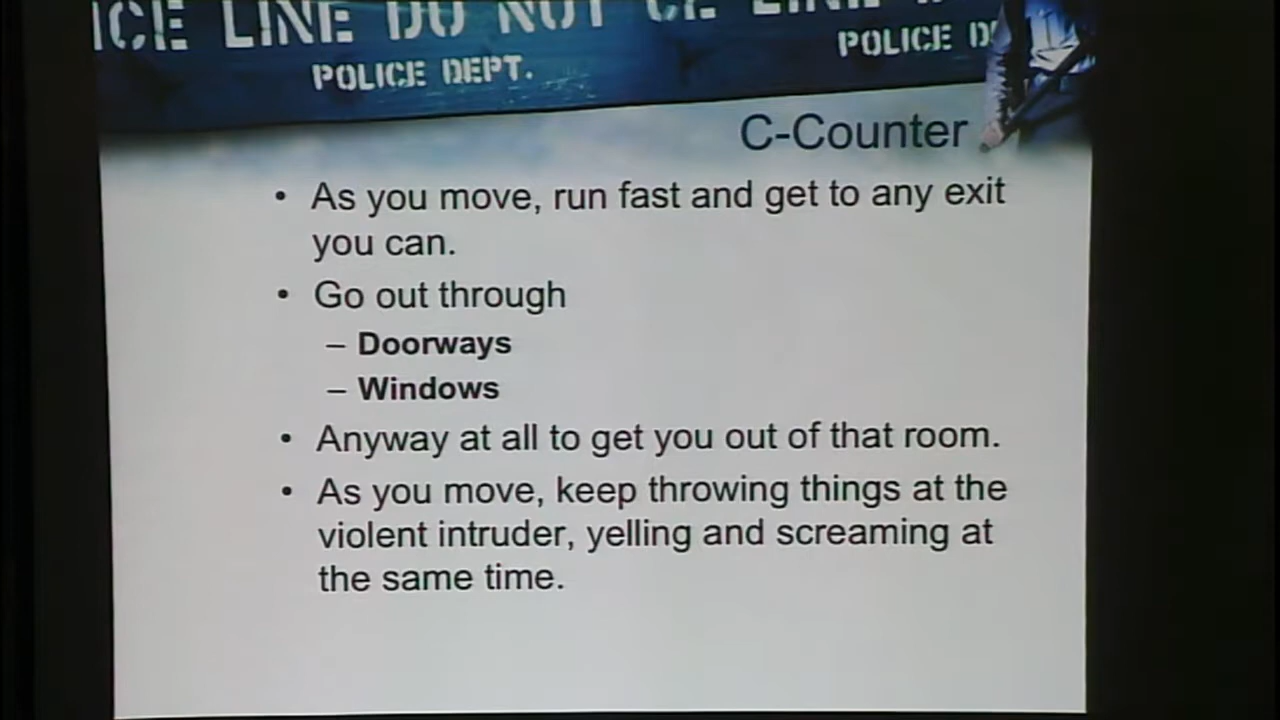 ICE LINE DO NOT
POLICE DEPT.
POLICE
C-Counter
• As you move, run fast and get to any exit
you can.
• Go out through
– Doorways
– Windows
• Anyway at all to get you out of that room.
• As you move, keep throwing things at the
violent intruder, yelling and screaming at
the same time.